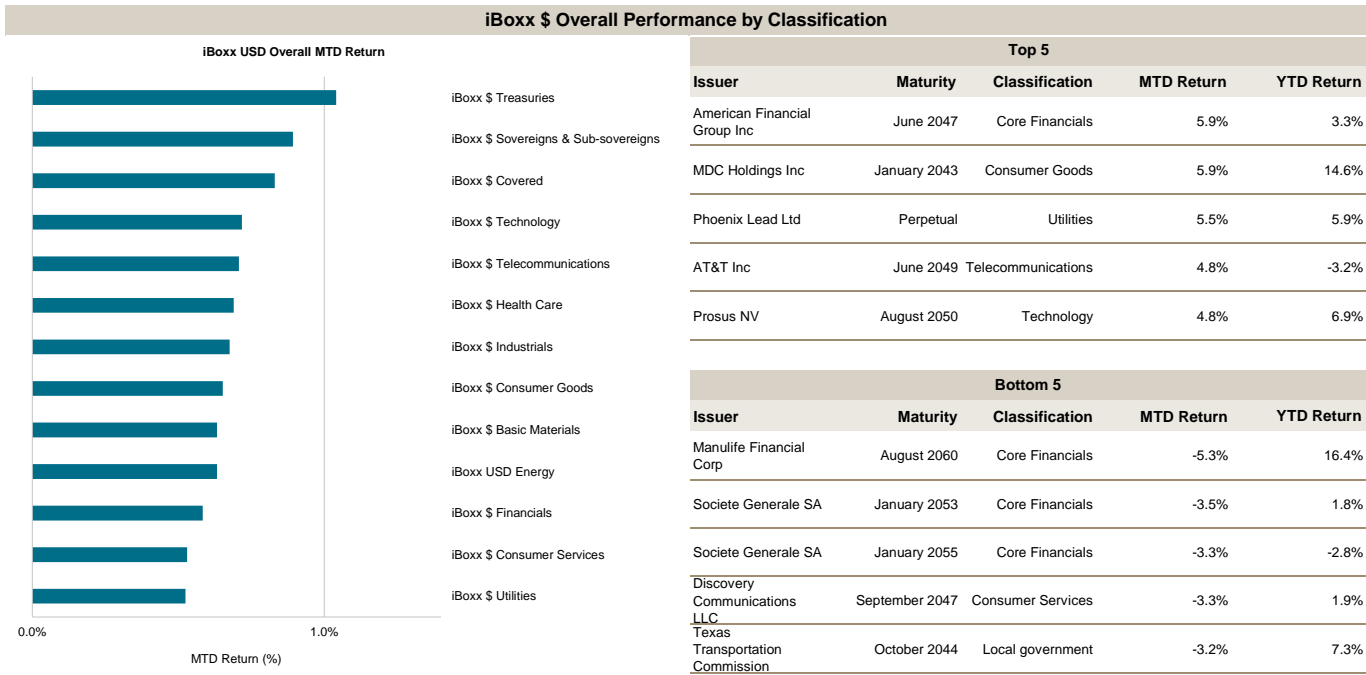 iBoxx $ Overall Performance by Classification
iBoxx USD Overall MTD Return
iBoxx $ Treasuries
iBoxx $ Sovereigns & Sub-sovereigns
iBoxx $ Covered
iBoxx $ Technology
iBoxx $ Telecommunications
iBoxx $ Health Care
iBoxx $ Industrials
iBoxx $ Consumer Goods
iBoxx $ Basic Materials
iBoxx USD Energy
iBoxx $ Financials
iBoxx $ Consumer Services
iBoxx $ Utilities
0.0% 1.0%
MTD Return (%)
Top 5
Issuer Maturity Classification MTD Return YTD Return
American Financial
Group Inc June 2047 Core Financials 5.9% 3.3%
MDC Holdings Inc January 2043 Consumer Goods 5.9% 14.6%
Phoenix Lead Ltd Perpetual Utilities 5.5% 5.9%
AT&T Inc June 2049 Telecommunications 4.8% -3.2%
Prosus NV August 2050 Technology 4.8% 6.9%
Bottom 5
Issuer Maturity Classification MTD Return YTD Return
Manulife Financial
Corp August 2060 Core Financials -5.3% 16.4%
Societe Generale SA January 2053 Core Financials -3.5% 1.8%
Societe Generale SA January 2055 Core Financials -3.3% -2.8%
Discovery
Communications September 2047 Consumer Services -3.3% 1.9%
LLC
Texas
Transportation October 2044 Local government -3.2% 7.3%
Commission